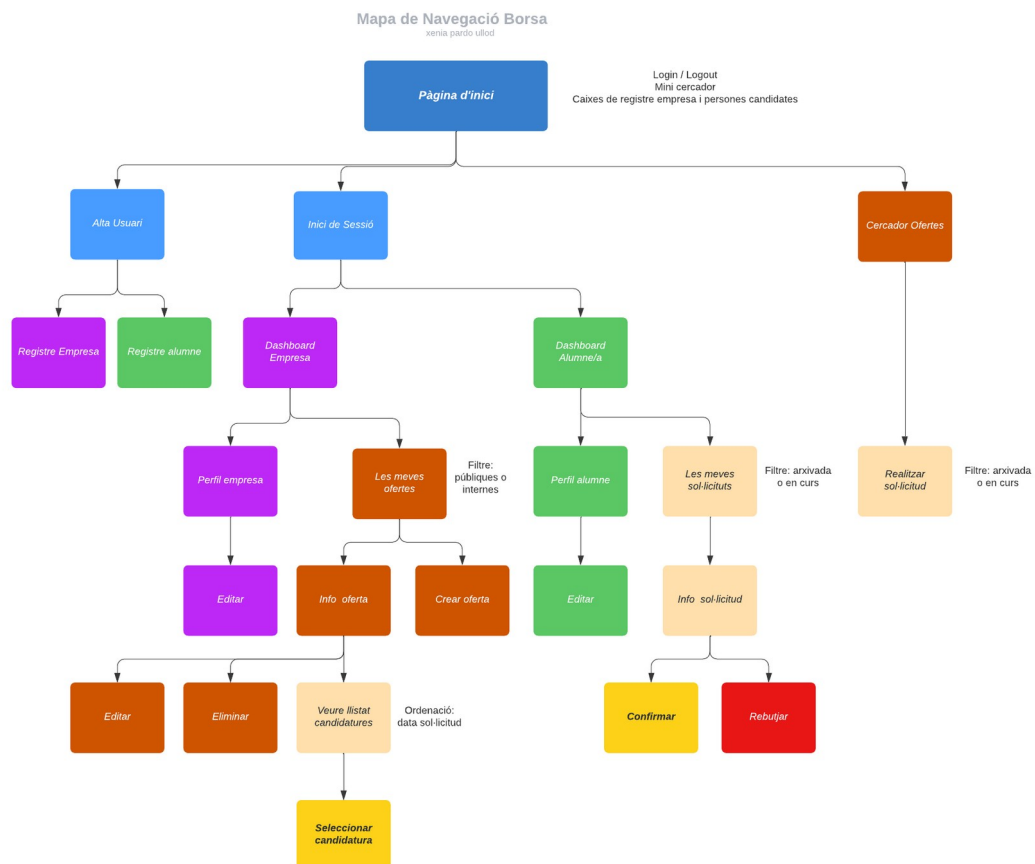 Mapa de Navegació Borsa
xenia pardo ullod
Pàgina d'inici
Login / Logout
Mini cercador
Caixes de registre empresa i persones candidates
Alta Usuari
Inici de Sessió
Cercador Ofertes
Registre Empresa
Registre alumne
Dashboard
Empresa
Dashboard
Alumne/a
Perfil empresa
Les meves
ofertes
Filtre:
públiques o
internes
Perfil alumne
Les meves
sol·licituts
Filtre: arxivada
o en curs
Realitzar
sol·licitud
Filtre: arxivada
o en curs
Editar
Info oferta
Crear oferta
Editar
Info sol·licitud
Editar
Eliminar
Veure llistat
candidatures
Ordenació:
data sol·licitud
Confirmar
Rebutjar
Seleccionar
candidatura